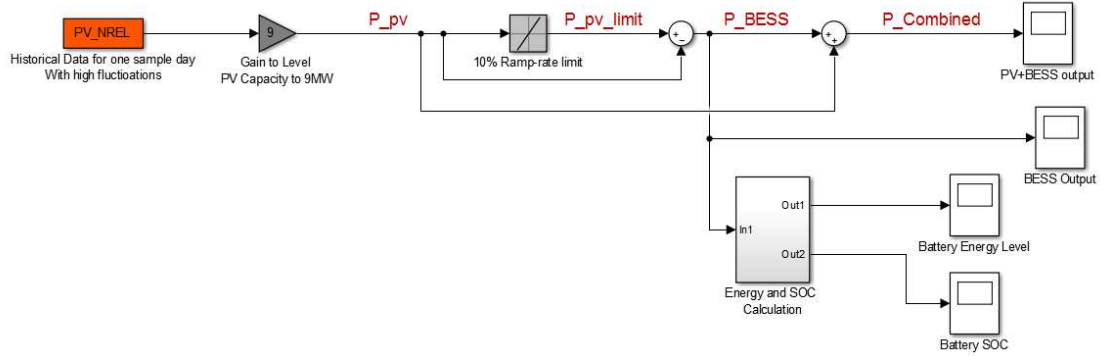 PV_NREL
Historical Data for one sample day
With high fluctioations
9
Gain to Level
PV Capacity to 9MW
P_pv
10% Ramp-rate limit
P_pv_limit
P_BESS
P_Combined
PV+BESS output
BESS Output
In1
Out1
Out2
Energy and SOC
Calculation
Battery Energy Level
Battery SOC